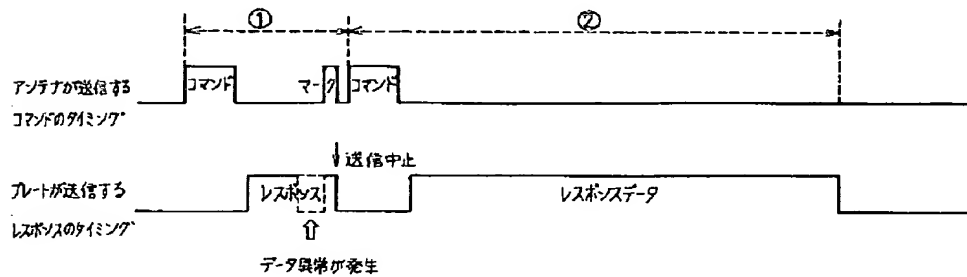 ① ②
アンテナが送信する コマンド マーク コマンド
コマンドのタイミング
送信中止
プレートが送信する レスポンス レスポンスデータ
レスポンスのタイミング
データ異常が発生